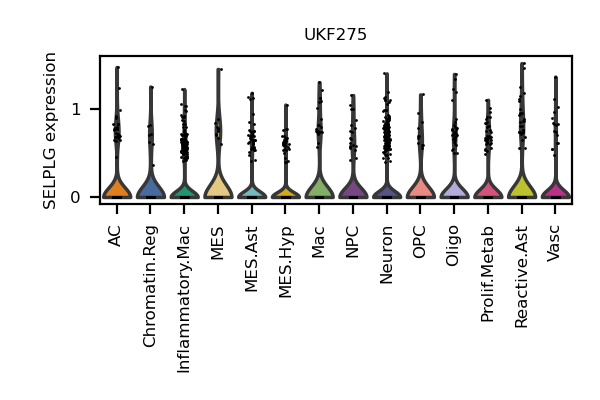 UKF275
SELPLG expression
1
0
AC
Chromatin.Reg
Inflammatory.Mac
MES
MES.Ast
MES.Hyp
Mac
NPC
Neuron
OPC
Oligo
Prolif.Metab
Reactive.Ast
Vasc